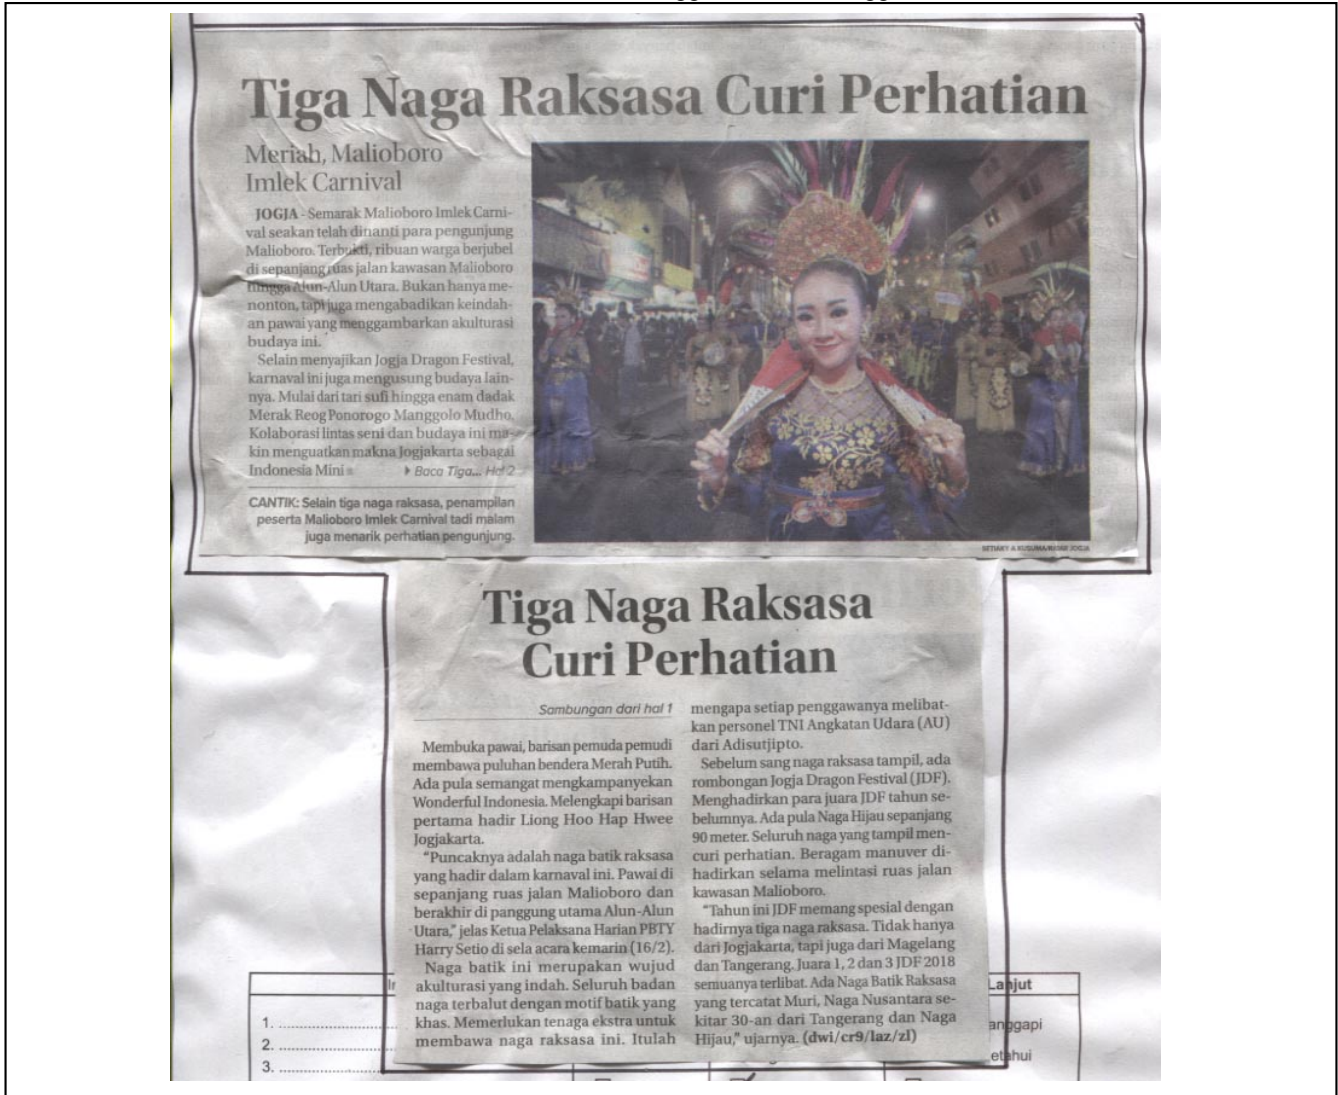 Tiga Naga Raksasa Curi Perhatian
Meriah, Malioboro
Imlek Carnival
JOGJA - Semarak Malioboro Imlek Carni-
val seakan telah dinanti para pengunjung
Malioboro. Terbukti, ribuan warga berjubel
di sepanjang ruas jalan kawasan Malioboro
hingga Alun-Alun Utara. Bukan hanya me-
nonton, tapi juga mengabadikan keindah-
an pawai yang menggambarkan akulturasi
budaya ini.
Selain menyajikan Jogja Dragon Festival,
karnaval ini juga mengusung budaya lain-
nya. Mulai dari tari sufi hingga enam dadak
Merak Reog Ponorogo Manggolo Mudho.
Kolaborasi lintas seni dan budaya ini ma-
kin menguatkan makna Jogjakarta sebagai
Indonesia Mini
Baca Tiga... Hal 2
CANTIK: Selain tiga naga raksasa, penampilan
peserta Malioboro Imlek Carnival tadi malam
juga menarik perhatian pengunjung.
SETIAKY A KUSUMA/RADAR JOGJA
Tiga Naga Raksasa
Curi Perhatian
Sambungan dari hal 1
Membuka pawai, barisan pemuda pemudi
membawa puluhan bendera Merah Putih.
Ada pula semangat mengkampanyekan
Wonderful Indonesia. Melengkapi barisan
pertama hadir Liong Hoo Hap Hwee
Jogjakarta.
"Puncaknya adalah naga batik raksasa
yang hadir dalam karnaval ini. Pawai di
sepanjang ruas jalan Malioboro dan
berakhir di panggung utama Alun-Alun
Utara," jelas Ketua Pelaksana Harian PBTY
Harry Setio di sela acara kemarin (16/2).
Naga batik ini merupakan wujud
akulturasi yang indah. Seluruh badan
naga terbalut dengan motif batik yang
khas. Memerlukan tenaga ekstra untuk
membawa naga raksasa ini. Itulah
mengapa setiap penggawanya melibat-
kan personel TNI Angkatan Udara (AU)
dari Adisutjipto.
Sebelum sang naga raksasa tampil, ada
rombongan Jogja Dragon Festival (JDF).
Menghadirkan para juara JDF tahun se-
belumnya. Ada pula Naga Hijau sepanjang
90 meter. Seluruh naga yang tampil men-
curi perhatian. Beragam manuver di-
hadirkan selama melintasi ruas jalan
kawasan Malioboro.
"Tahun ini JDF memang spesial dengan
hadirnya tiga naga raksasa. Tidak hanya
dari Jogjakarta, tapi juga dari Magelang
dan Tangerang. Juara 1, 2 dan 3 JDF 2018
semuanya terlibat. Ada Naga Batik Raksasa
yang tercatat Muri, Naga Nusantara se-
kitar 30-an dari Tangerang dan Naga
Hijau," ujarnya. (dwi/cr9/laz/zl)
1.
2.
3.
Lanjut
anggapi
etahui